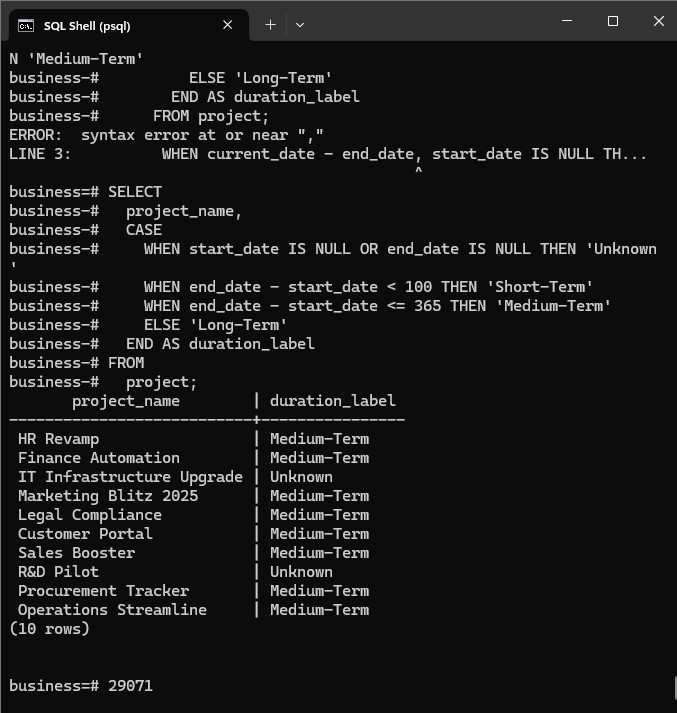 SQL Shell (psql)
N 'Medium-Term'
business-#          ELSE 'Long-Term'
business-#        END AS duration_label
business-#      FROM project;
ERROR:  syntax error at or near ","
LINE 3:          WHEN current_date - end_date, start_date IS NULL TH...
                                             ^
business=# SELECT
business-#   project_name,
business-#   CASE
business-#     WHEN start_date IS NULL OR end_date IS NULL THEN 'Unknown
'
business-#     WHEN end_date - start_date < 100 THEN 'Short-Term'
business-#     WHEN end_date - start_date <= 365 THEN 'Medium-Term'
business-#     ELSE 'Long-Term'
business-#   END AS duration_label
business-# FROM
business-#   project;
       project_name        | duration_label
---------------------------+----------------
 HR Revamp                 | Medium-Term
 Finance Automation        | Medium-Term
 IT Infrastructure Upgrade | Unknown
 Marketing Blitz 2025      | Medium-Term
 Legal Compliance          | Medium-Term
 Customer Portal           | Medium-Term
 Sales Booster             | Medium-Term
 R&D Pilot                 | Unknown
 Procurement Tracker       | Medium-Term
 Operations Streamline     | Medium-Term
(10 rows)
business=# 29071